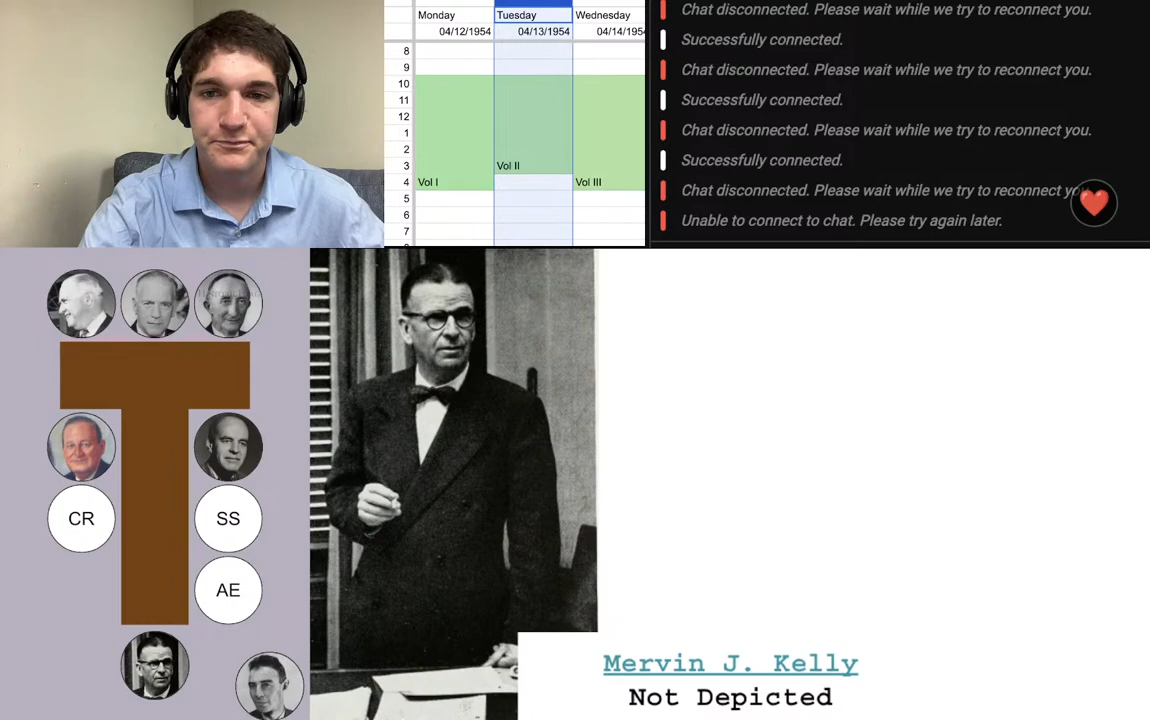 Monday Tuesday Wednesday
04/12/1954 04/13/1954 04/14/1954
8
9
10
11
12
1
2
3 Vol II
4 Vol I Vol III
5
6
7
Chat disconnected. Please wait while we try to reconnect you.
Successfully connected.
Chat disconnected. Please wait while we try to reconnect you.
Successfully connected.
Chat disconnected. Please wait while we try to reconnect you.
Successfully connected.
Chat disconnected. Please wait while we try to reconnect you.
Unable to connect to chat. Please try again later.
CR
SS
AE
Mervin J. Kelly
Not Depicted